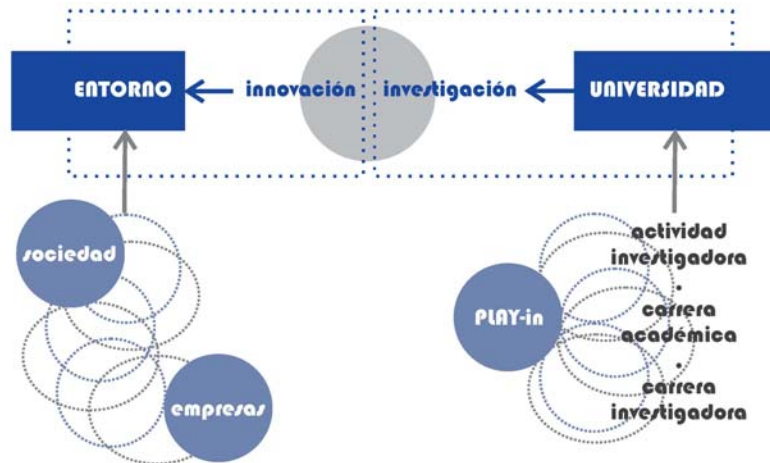 ENTORNO
innovación
investigación
UNIVERSIDAD
sociedad
empresas
PLAY-in
actividad
investigadora
.
carrera
académica
.
carrera
investigadora